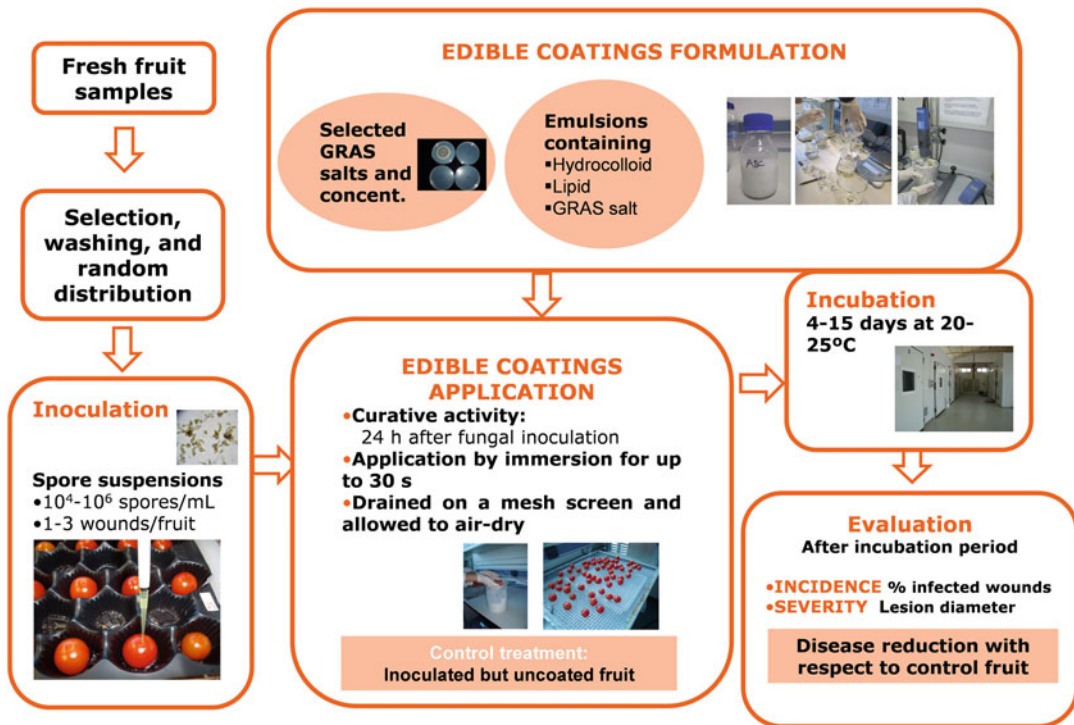 Fresh fruit
samples
Selection,
washing, and
random
distribution
Inoculation
Spore suspensions
•10⁴-10⁶ spores/mL
•1-3 wounds/fruit
EDIBLE COATINGS FORMULATION
Selected
GRAS
salts and
concent.
Emulsions
containing
▪Hydrocolloid
▪Lipid
▪GRAS salt
EDIBLE COATINGS
APPLICATION
•Curative activity:
24 h after fungal inoculation
•Application by immersion for up
to 30 s
•Drained on a mesh screen and
allowed to air-dry
Control treatment:
Inoculated but uncoated fruit
Incubation
4-15 days at 20-
25ºC
Evaluation
After incubation period
•INCIDENCE % infected wounds
•SEVERITY Lesion diameter
Disease reduction with
respect to control fruit